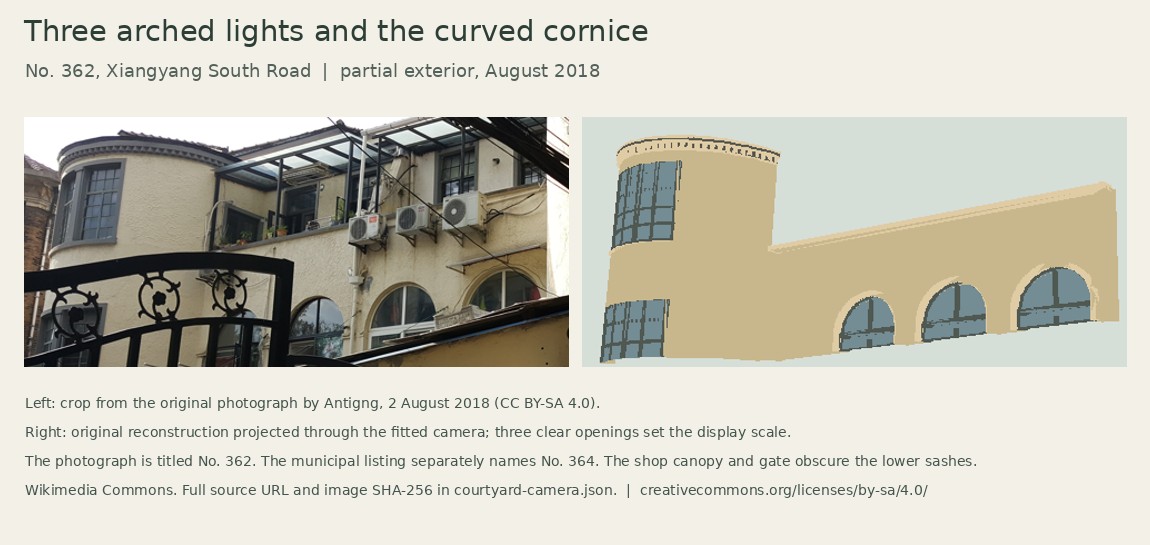 Three arched lights and the curved cornice
No. 362, Xiangyang South Road | partial exterior, August 2018
Left: crop from the original photograph by Antigng, 2 August 2018 (CC BY-SA 4.0).
Right: original reconstruction projected through the fitted camera; three clear openings set the display scale.
The photograph is titled No. 362. The municipal listing separately names No. 364. The shop canopy and gate obscure the lower sashes.
Wikimedia Commons. Full source URL and image SHA-256 in courtyard-camera.json. | creativecommons.org/licenses/by-sa/4.0/